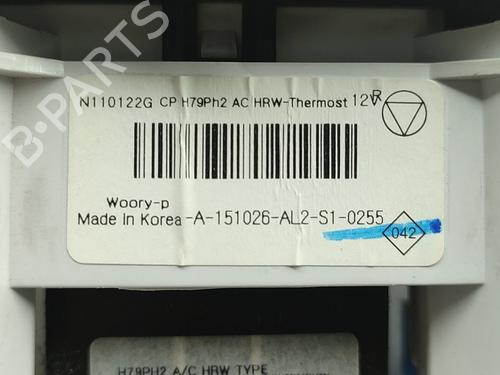 N110122G CP H79Ph2 AC HRW-Thermost 12V R
Woory-p
Made In Korea -A-151026-AL2-S1-0255
042
H79PH2 A/C HRW TYPE
B-PARTS